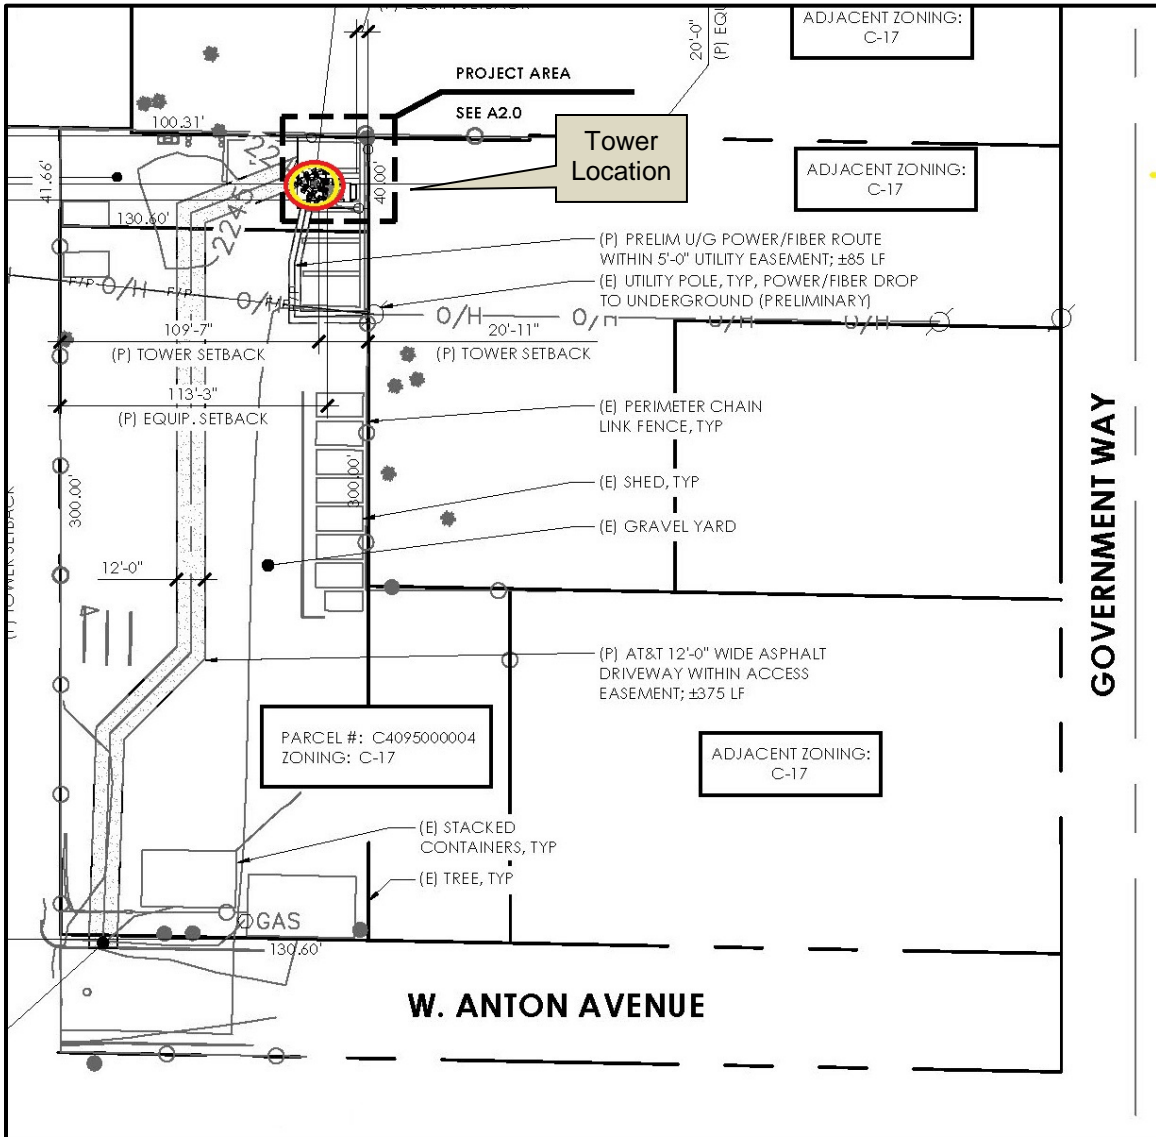 ADJACENT ZONING:
C-17
20'-0"
PROJECT AREA
SEE A2.0
100.31'
Tower
Location
ADJACENT ZONING:
C-17
41.66'
40.00'
130.60'
2245
(P) PRELIM U/G POWER/FIBER ROUTE
WITHIN 5'-0" UTILITY EASEMENT; ±85 LF
(E) UTILITY POLE, TYP, POWER/FIBER DROP
TO UNDERGROUND (PRELIMINARY)
F/P O/H F/P O/H O/H O/H O/H
109'-7"
(P) TOWER SETBACK
20'-11"
(P) TOWER SETBACK
113'-3"
(P) EQUIP. SETBACK
(E) PERIMETER CHAIN
LINK FENCE, TYP
300.00'
300.00'
(E) SHED, TYP
(E) GRAVEL YARD
12'-0"
GOVERNMENT WAY
(P) AT&T 12'-0" WIDE ASPHALT
DRIVEWAY WITHIN ACCESS
EASEMENT; ±375 LF
PARCEL #: C4095000004
ZONING: C-17
ADJACENT ZONING:
C-17
(E) STACKED
CONTAINERS, TYP
(E) TREE, TYP
GAS
130.60'
W. ANTON AVENUE